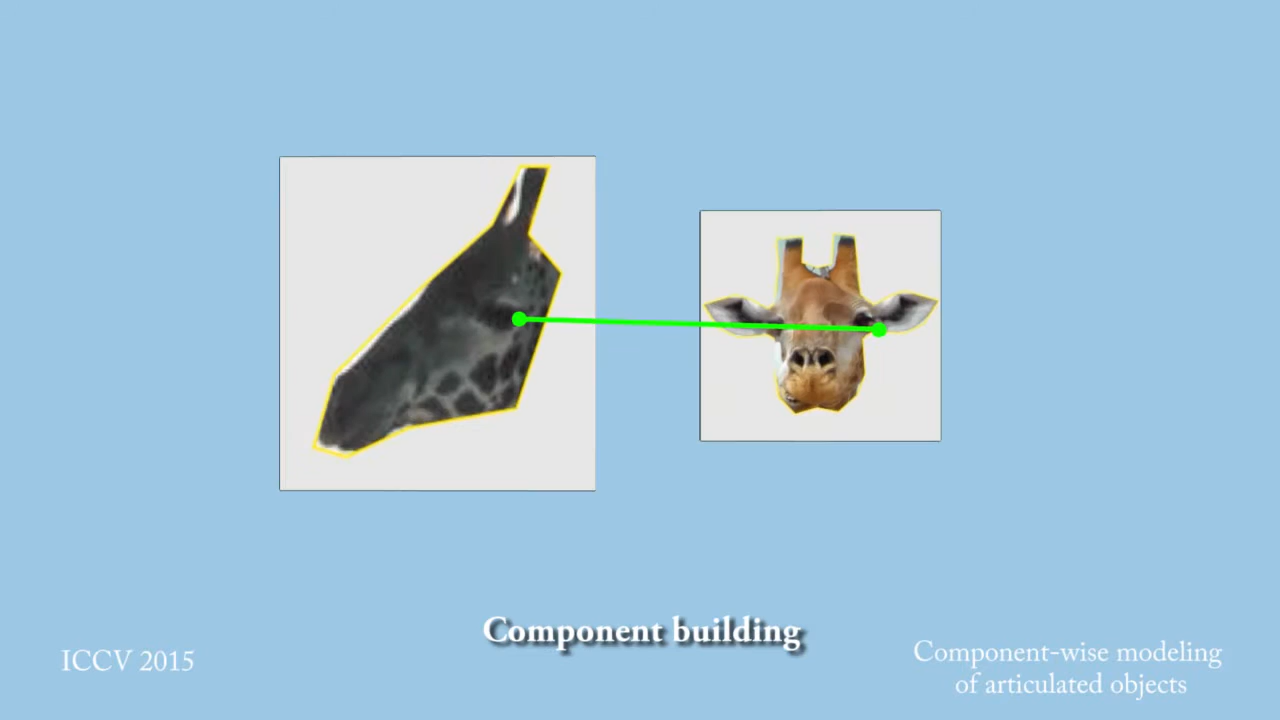 Component building
ICCV 2015
Component-wise modeling
of articulated objects